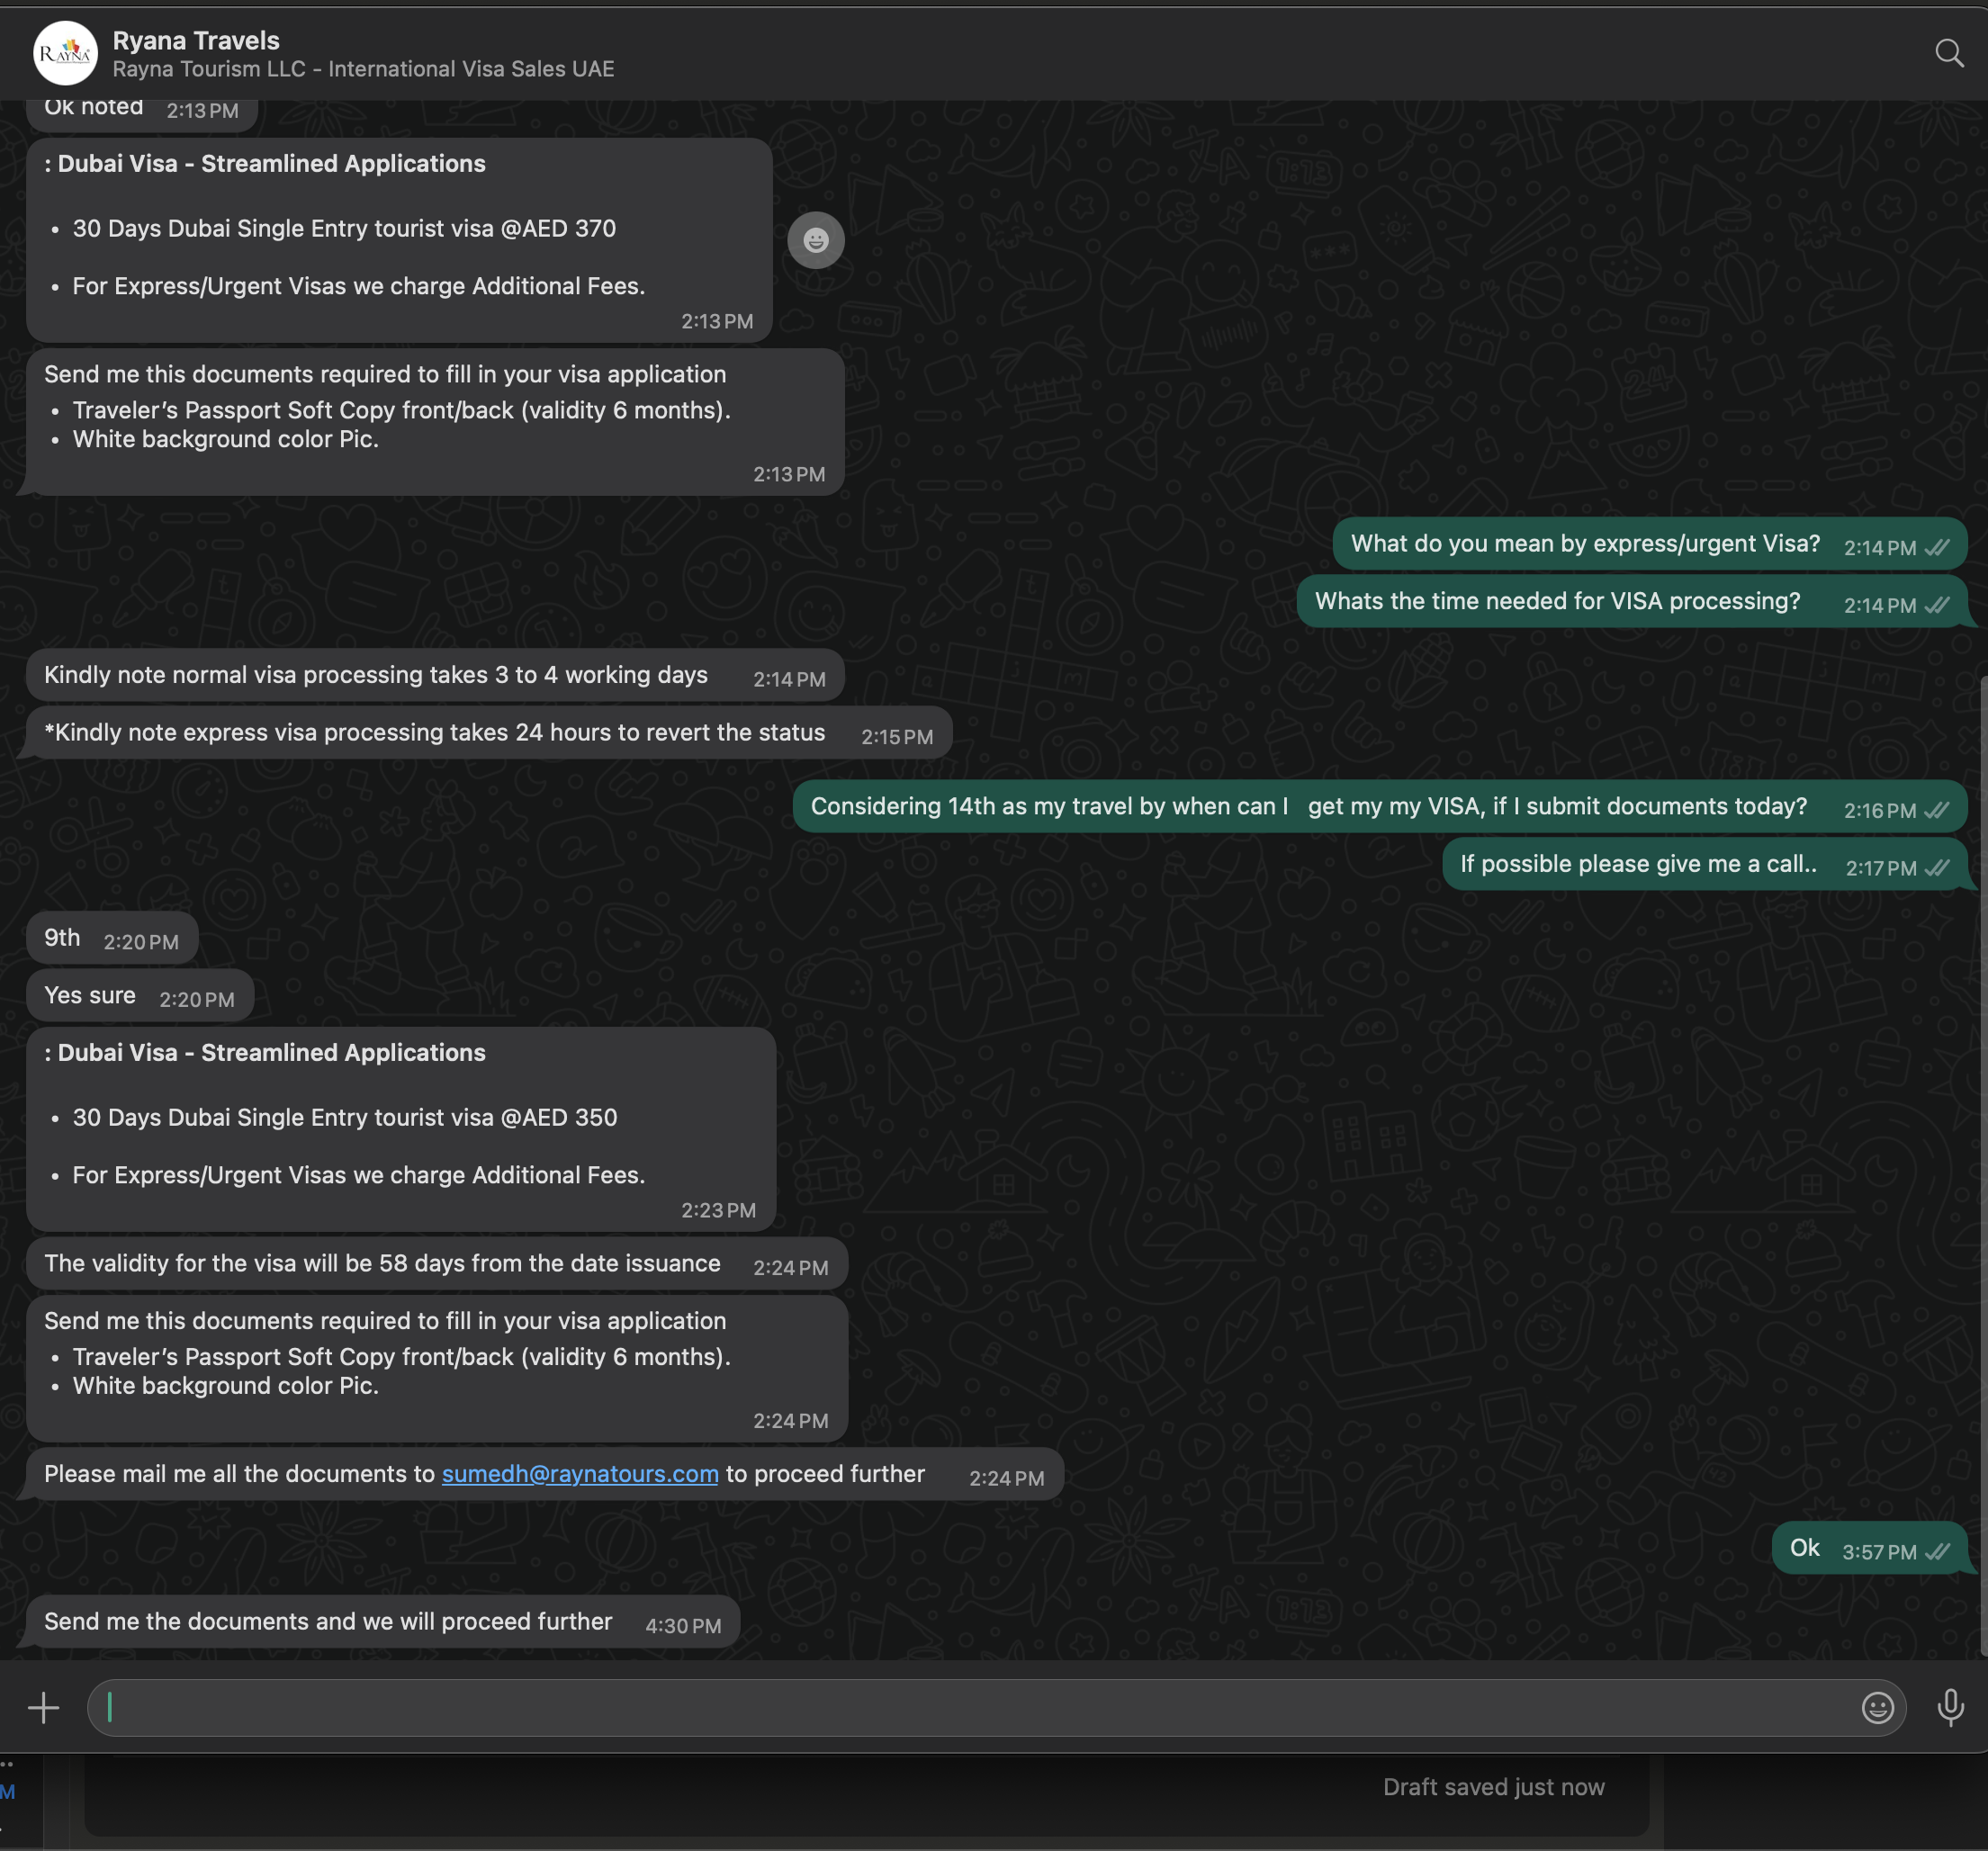 RAYNA
Ryana Travels
Rayna Tourism LLC - International Visa Sales UAE
Ok noted 2:13 PM
: Dubai Visa - Streamlined Applications
• 30 Days Dubai Single Entry tourist visa @AED 370
• For Express/Urgent Visas we charge Additional Fees.
2:13 PM
Send me this documents required to fill in your visa application
• Traveler’s Passport Soft Copy front/back (validity 6 months).
• White background color Pic.
2:13 PM
What do you mean by express/urgent Visa? 2:14 PM
Whats the time needed for VISA processing? 2:14 PM
Kindly note normal visa processing takes 3 to 4 working days 2:14 PM
*Kindly note express visa processing takes 24 hours to revert the status 2:15 PM
Considering 14th as my travel by when can I get my my VISA, if I submit documents today? 2:16 PM
If possible please give me a call.. 2:17 PM
9th 2:20 PM
Yes sure 2:20 PM
: Dubai Visa - Streamlined Applications
• 30 Days Dubai Single Entry tourist visa @AED 350
• For Express/Urgent Visas we charge Additional Fees.
2:23 PM
The validity for the visa will be 58 days from the date issuance 2:24 PM
Send me this documents required to fill in your visa application
• Traveler’s Passport Soft Copy front/back (validity 6 months).
• White background color Pic.
2:24 PM
Please mail me all the documents to sumedh@raynatours.com to proceed further 2:24 PM
Ok 3:57 PM
Send me the documents and we will proceed further 4:30 PM
M
Draft saved just now